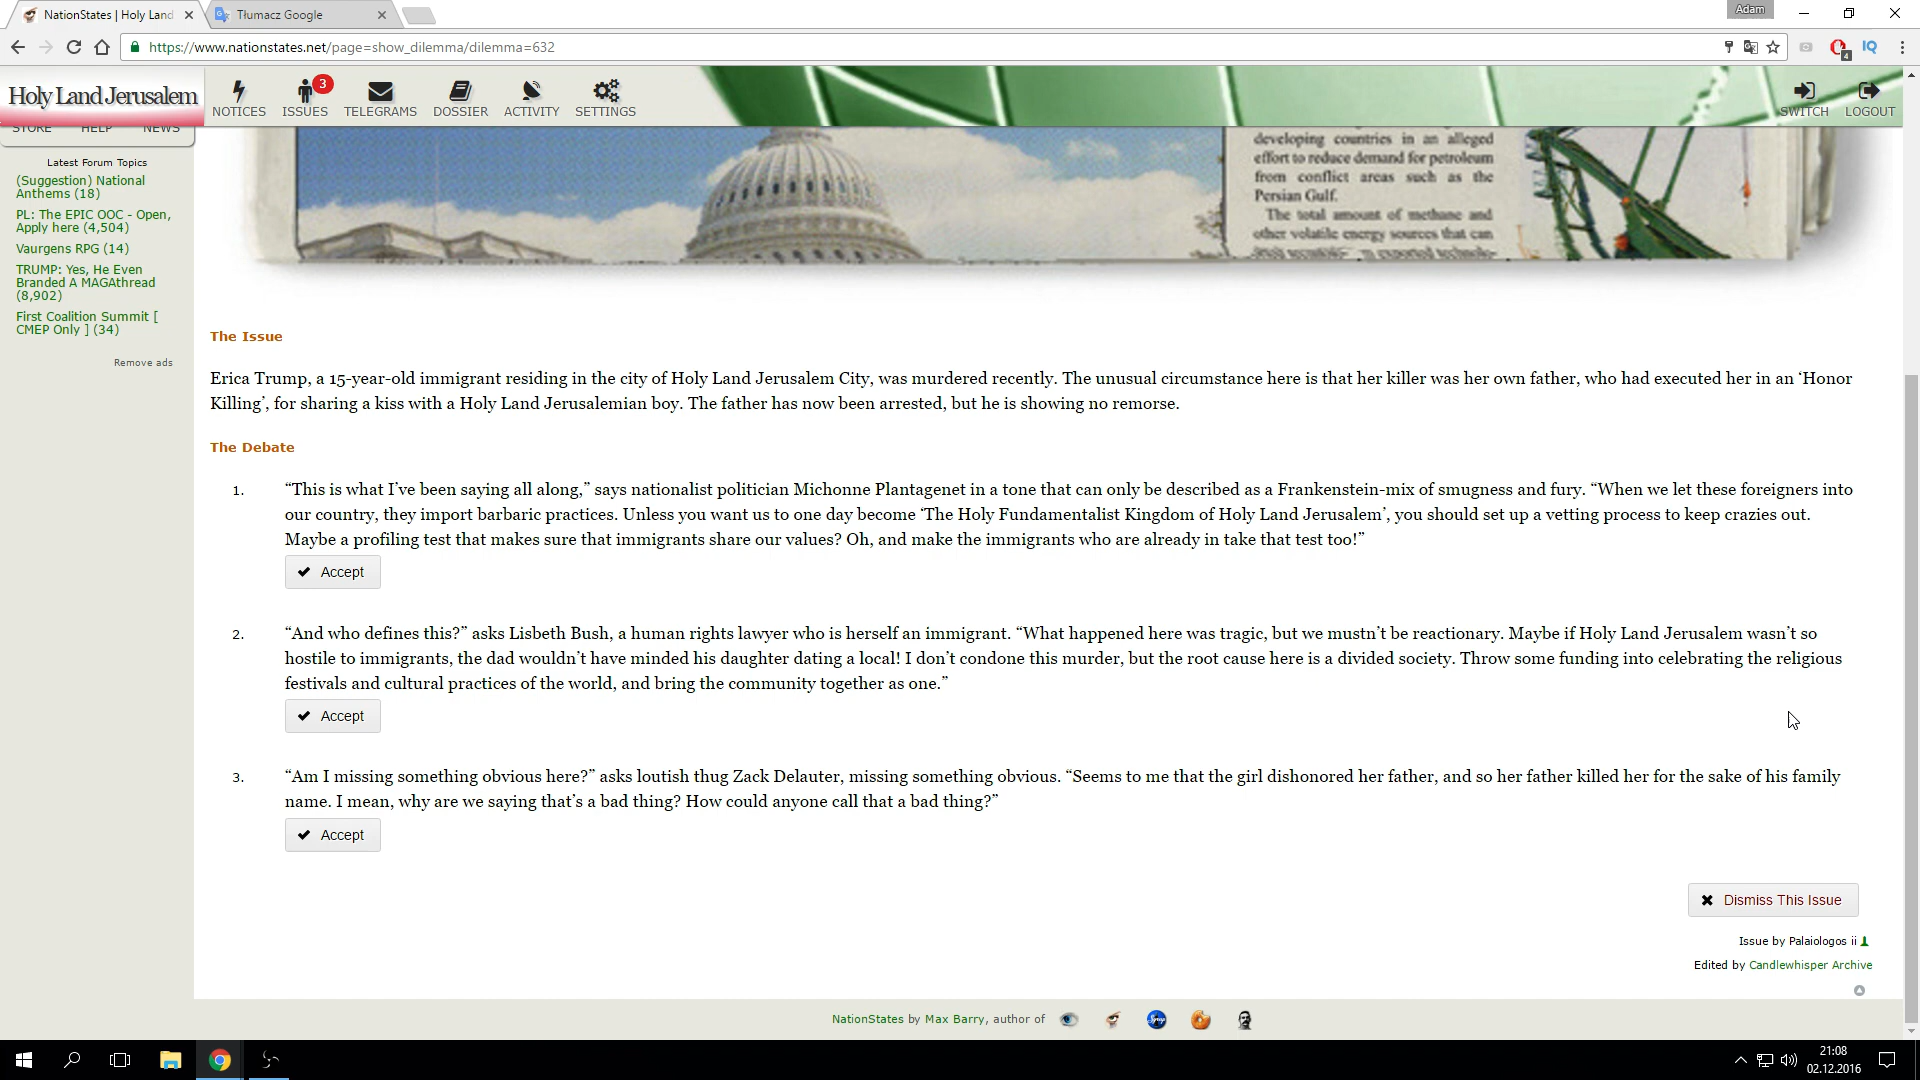 NationStates | Holy Land
Tłumacz Google
Adam
https://www.nationstates.net/page=show_dilemma/dilemma=632
4
IQ
Holy Land Jerusalem
NOTICES
3
ISSUES
TELEGRAMS
DOSSIER
ACTIVITY
SETTINGS
SWITCH
LOGOUT
STORE HELP NEWS
Latest Forum Topics
(Suggestion) National
Anthems (18)
PL: The EPIC OOC - Open,
Apply here (4,504)
Vaurgens RPG (14)
TRUMP: Yes, He Even
Branded A MAGAthread
(8,902)
First Coalition Summit [
CMEP Only ] (34)
Remove ads
developing countries in an alleged
effort to reduce demand for petroleum
from conflict areas such as the
Persian Gulf.
The total amount of methane and
other volatile energy sources that can
The Issue
Erica Trump, a 15-year-old immigrant residing in the city of Holy Land Jerusalem City, was murdered recently. The unusual circumstance here is that her killer was her own father, who had executed her in an ‘Honor
Killing’, for sharing a kiss with a Holy Land Jerusalemian boy. The father has now been arrested, but he is showing no remorse.
The Debate
1. “This is what I’ve been saying all along,” says nationalist politician Michonne Plantagenet in a tone that can only be described as a Frankenstein-mix of smugness and fury. “When we let these foreigners into
our country, they import barbaric practices. Unless you want us to one day become ‘The Holy Fundamentalist Kingdom of Holy Land Jerusalem’, you should set up a vetting process to keep crazies out.
Maybe a profiling test that makes sure that immigrants share our values? Oh, and make the immigrants who are already in take that test too!”
Accept
2. “And who defines this?” asks Lisbeth Bush, a human rights lawyer who is herself an immigrant. “What happened here was tragic, but we mustn’t be reactionary. Maybe if Holy Land Jerusalem wasn’t so
hostile to immigrants, the dad wouldn’t have minded his daughter dating a local! I don’t condone this murder, but the root cause here is a divided society. Throw some funding into celebrating the religious
festivals and cultural practices of the world, and bring the community together as one.”
Accept
3. “Am I missing something obvious here?” asks loutish thug Zack Delauter, missing something obvious. “Seems to me that the girl dishonored her father, and so her father killed her for the sake of his family
name. I mean, why are we saying that’s a bad thing? How could anyone call that a bad thing?”
Accept
Dismiss This Issue
Issue by Palaiologos ii
Edited by Candlewhisper Archive
NationStates by Max Barry, author of
21:08
02.12.2016